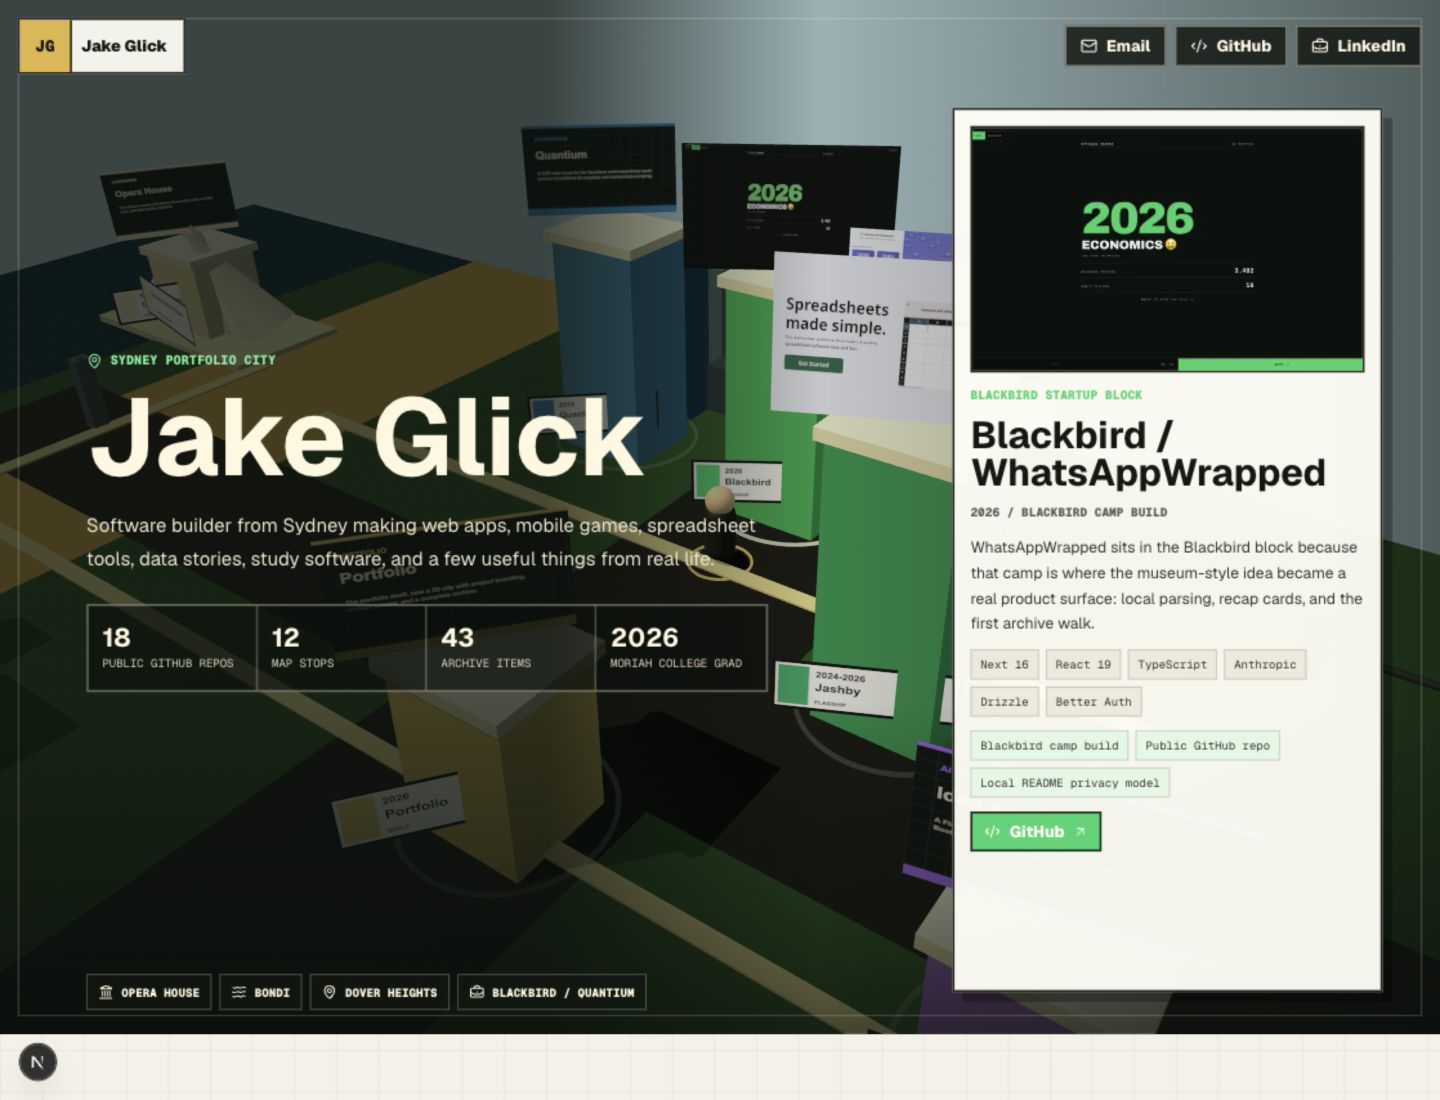 JG
Jake Glick
Email
GitHub
LinkedIn
Opera House
Quantium
2026
ECONOMICS
Spreadsheets
made simple.
Get Started
SYDNEY PORTFOLIO CITY
Jake Glick
Software builder from Sydney making web apps, mobile games, spreadsheet
tools, data stories, study software, and a few useful things from real life.
18
PUBLIC GITHUB REPOS
12
MAP STOPS
43
ARCHIVE ITEMS
2026
MORIAH COLLEGE GRAD
2026
Blackbird
Portfolio
2024-2026
Jashby
FLAGSHIP
2026
Portfolio
BUILT
OPERA HOUSE
BONDI
DOVER HEIGHTS
BLACKBIRD / QUANTIUM
2026
ECONOMICS
3,402
18
BLACKBIRD STARTUP BLOCK
Blackbird /
WhatsAppWrapped
2026 / BLACKBIRD CAMP BUILD
WhatsAppWrapped sits in the Blackbird block because
that camp is where the museum-style idea became a
real product surface: local parsing, recap cards, and the
first archive walk.
Next 16
React 19
TypeScript
Anthropic
Drizzle
Better Auth
Blackbird camp build
Public GitHub repo
Local README privacy model
GitHub
N